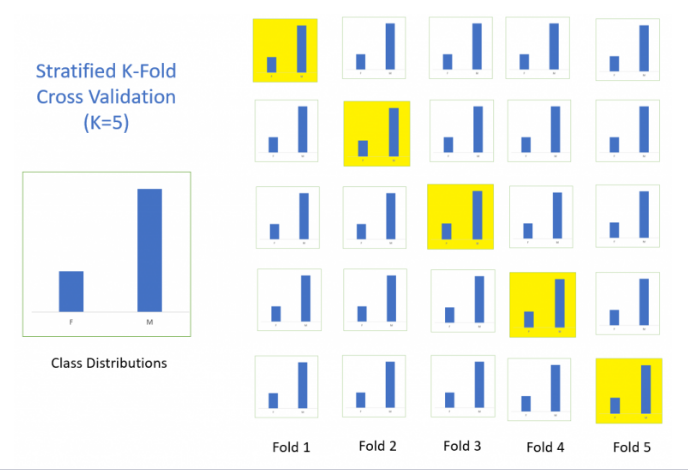 Stratified K-Fold
Cross Validation
(K=5)
F M
Class Distributions
Fold 1 Fold 2 Fold 3 Fold 4 Fold 5